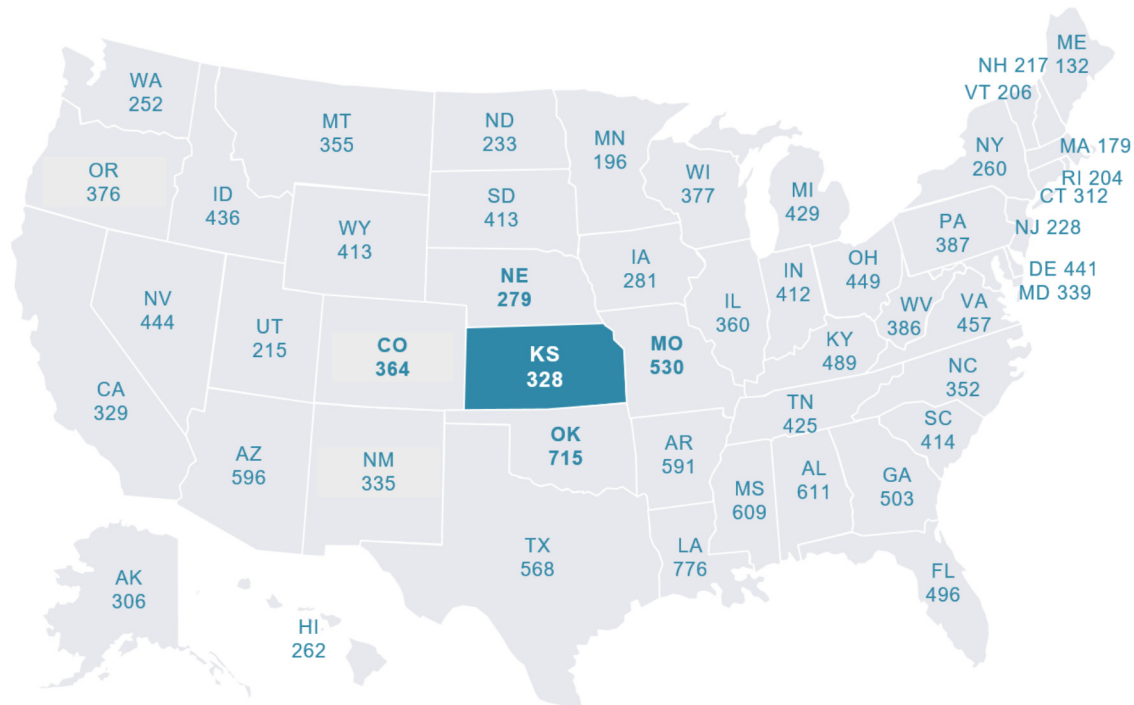 ME
NH 217 132
VT 206
WA
252
MT
355
ND
233
MN
196
NY
260
MA 179
OR
376
ID
436
WI
377
MI
429
RI 204
CT 312
SD
413
WY
413
PA
387
NJ 228
IA
281
OH
449
DE 441
MD 339
NE
279
IN
412
NV
444
IL
360
WV
386
VA
457
UT
215
CO
364
KS
328
MO
530
KY
489
CA
329
NC
352
TN
425
SC
414
OK
715
AR
591
AZ
596
NM
335
MS
609
AL
611
GA
503
TX
568
LA
776
FL
496
AK
306
HI
262